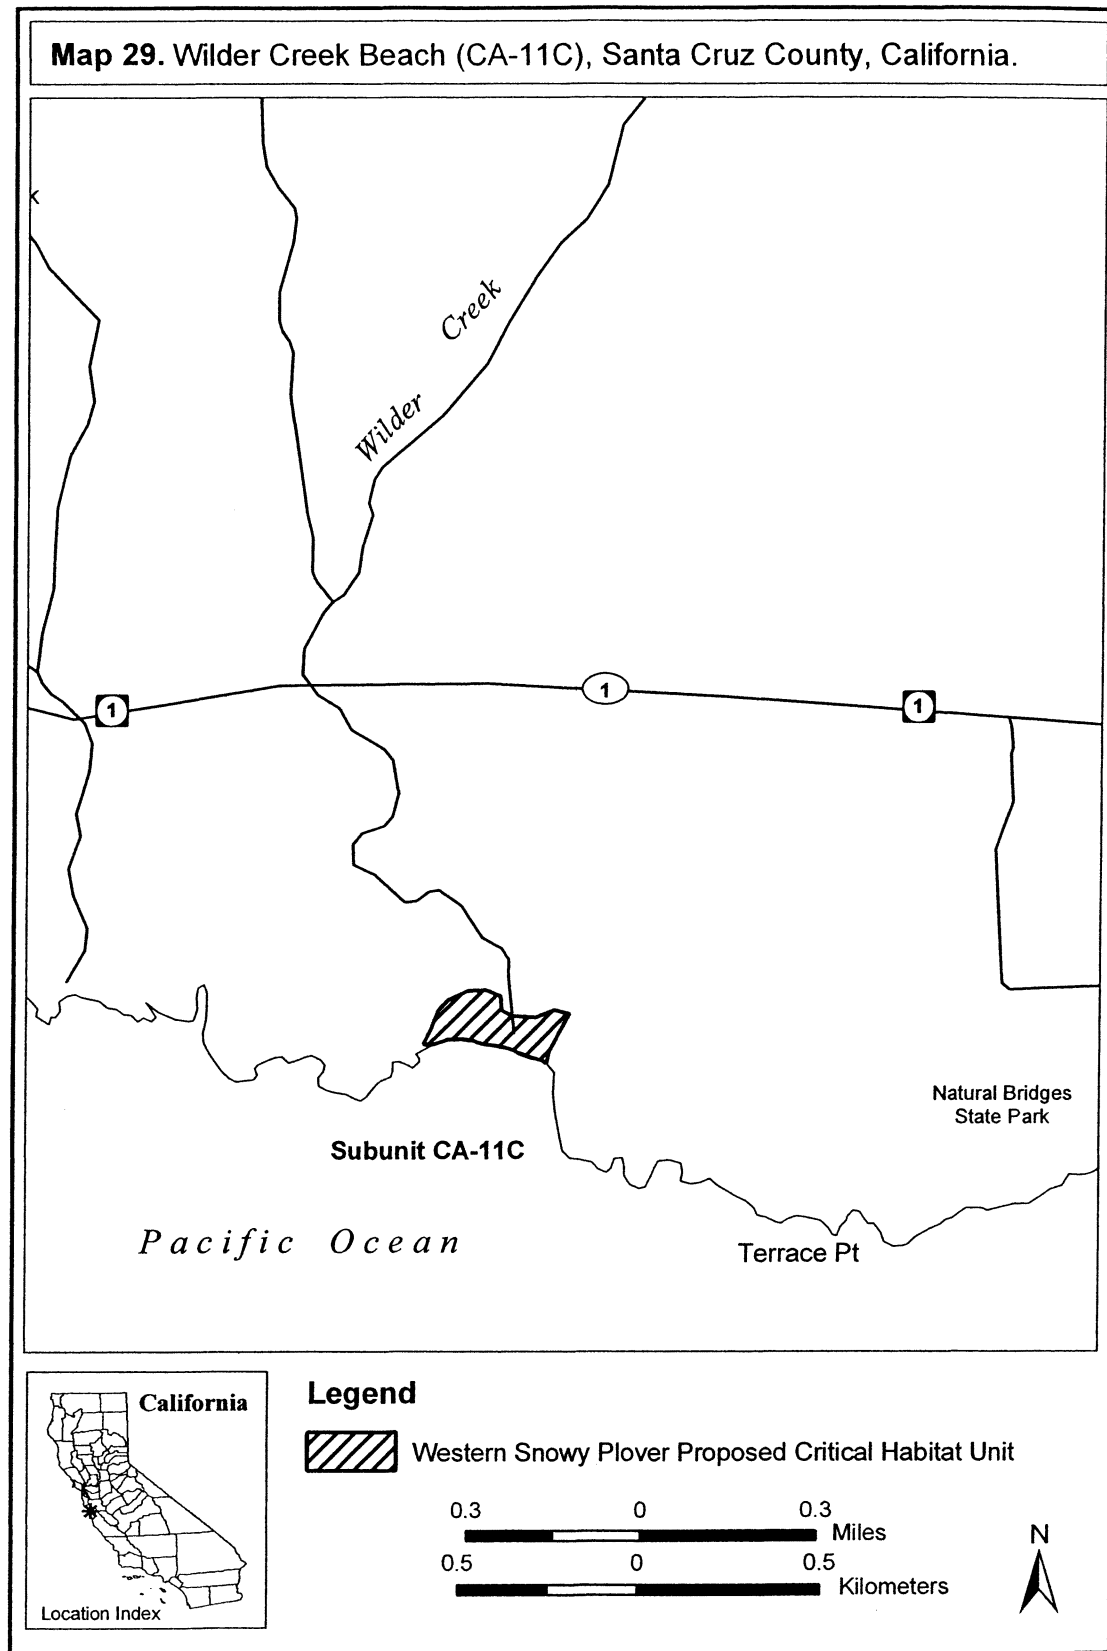 Map 29. Wilder Creek Beach (CA-11C), Santa Cruz County, California.
K
Creek
Wilder
1
1
1
Natural Bridges
State Park
Subunit CA-11C
Pacific Ocean
Terrace Pt
California
Location Index
Legend
Western Snowy Plover Proposed Critical Habitat Unit
0.3 0 0.3
Miles
0.5 0 0.5
Kilometers
N